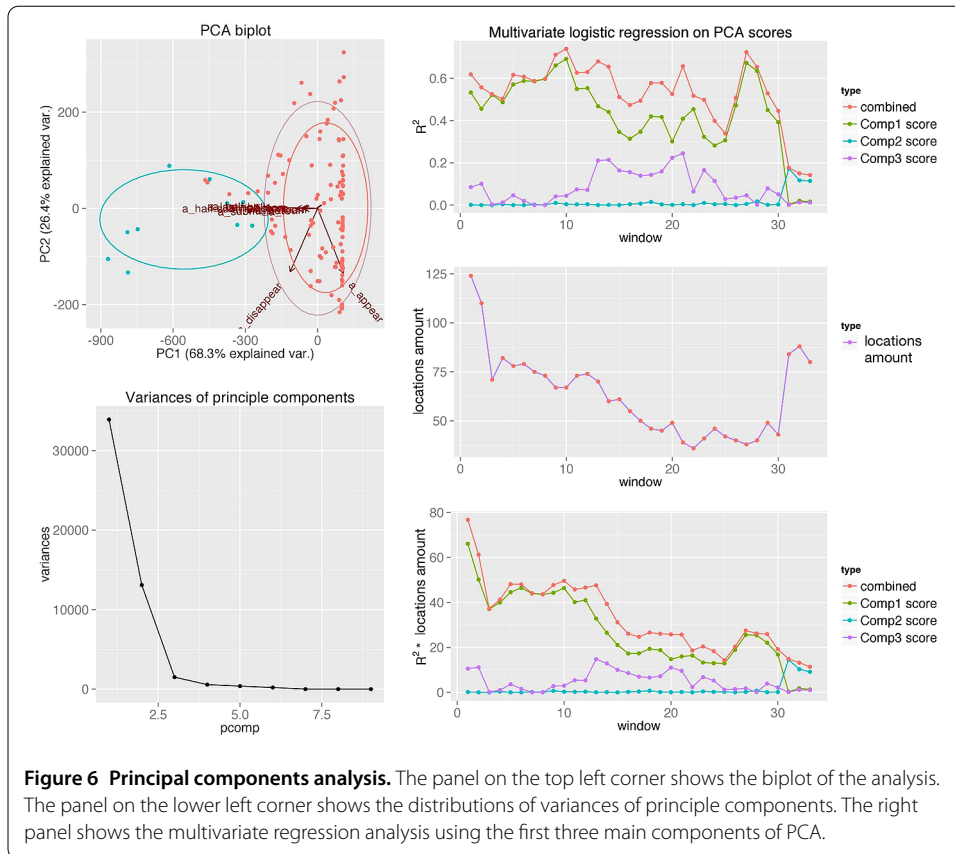 PCA biplot
200
0
-200
PC2 (26.4% explained var.)
-900
-600
-300
0
PC1 (68.3% explained var.)
a_disappear
a_appear
Variances of principle components
30000
20000
10000
0
variances
2.5
5.0
7.5
pcomp
Multivariate logistic regression on PCA scores
0.6
0.4
0.2
0.0
R²
0
10
20
30
window
type
combined
Comp1 score
Comp2 score
Comp3 score
125
100
75
50
locations amount
0
10
20
30
window
type
locations
amount
80
60
40
20
0
R² * locations amount
0
10
20
30
window
type
combined
Comp1 score
Comp2 score
Comp3 score
Figure 6 Principal components analysis. The panel on the top left corner shows the biplot of the analysis.
The panel on the lower left corner shows the distributions of variances of principle components. The right
panel shows the multivariate regression analysis using the first three main components of PCA.